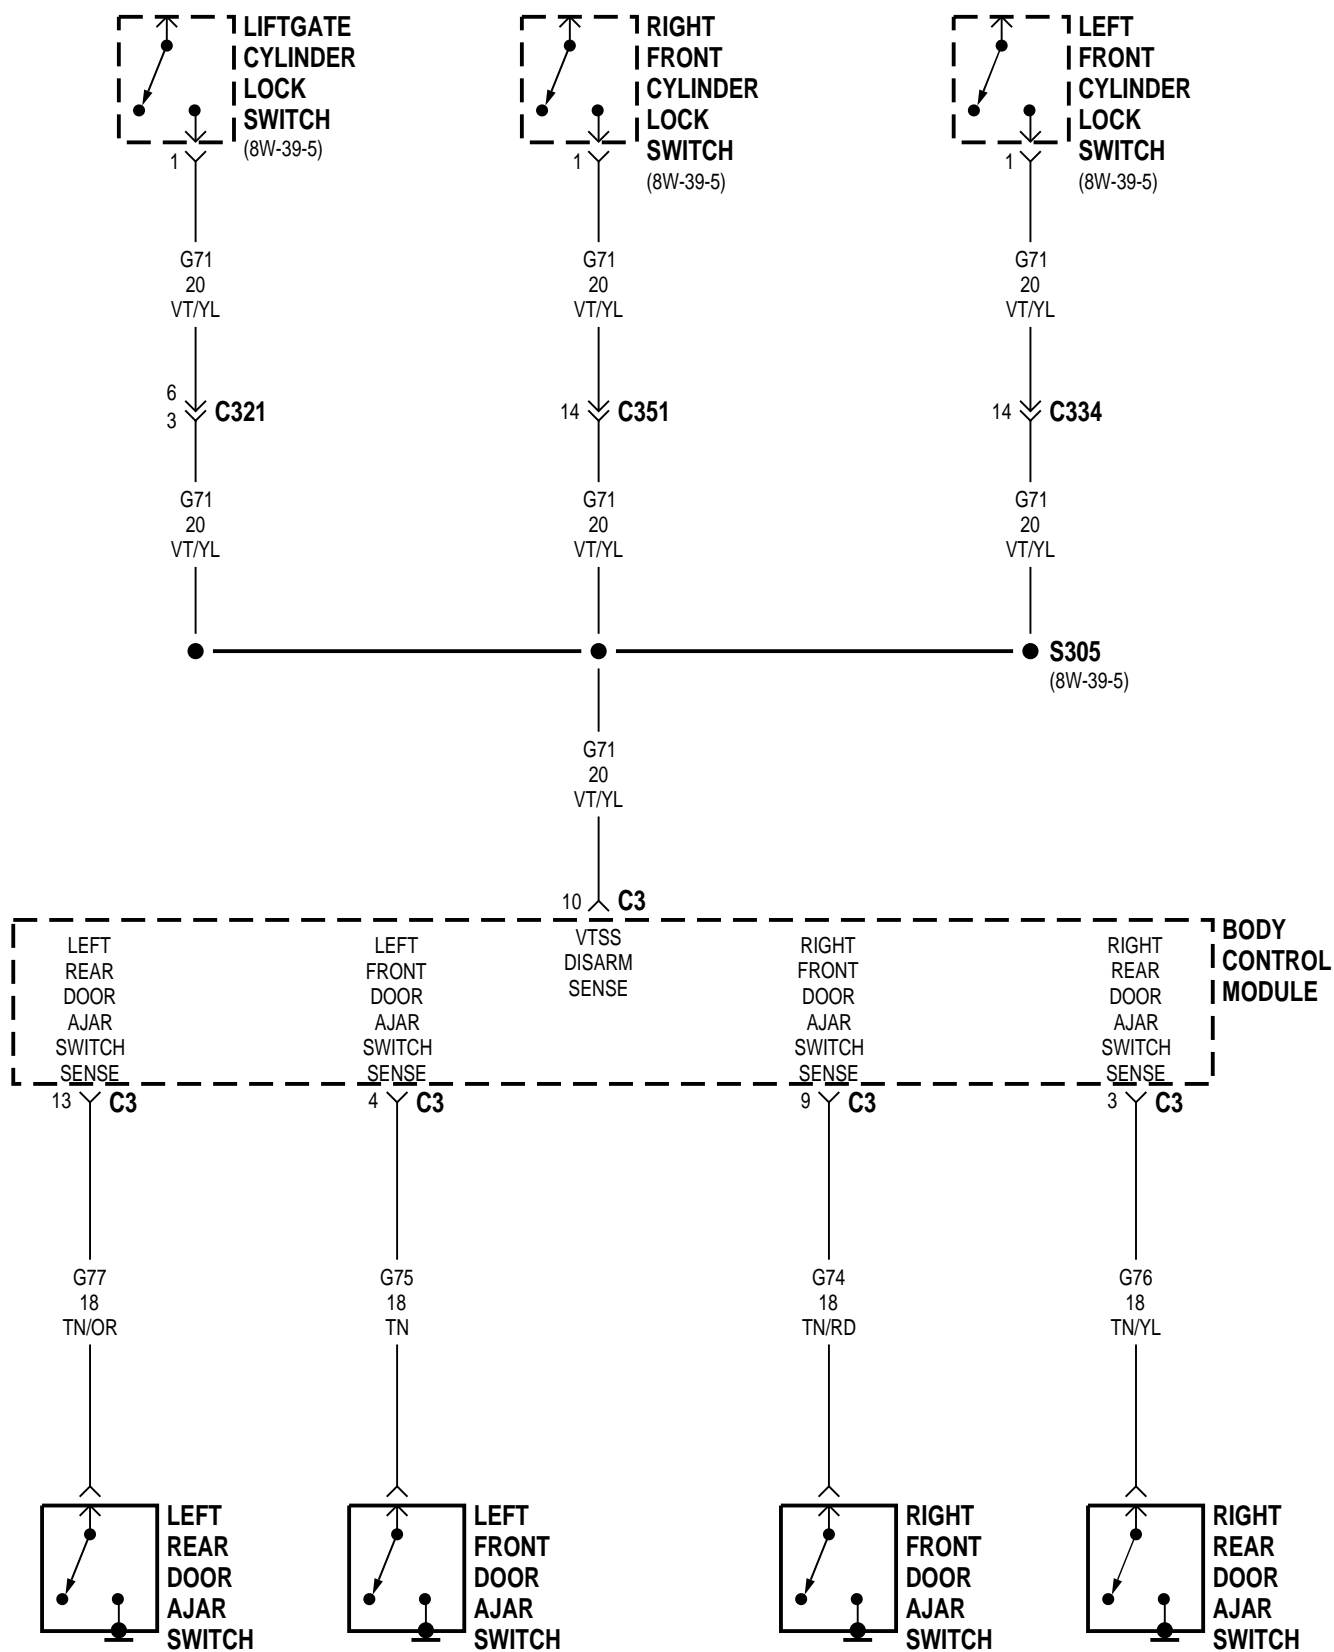 LIFTGATE
CYLINDER
LOCK
SWITCH
(8W-39-5)
1
RIGHT
FRONT
CYLINDER
LOCK
SWITCH
(8W-39-5)
1
LEFT
FRONT
CYLINDER
LOCK
SWITCH
(8W-39-5)
1
G71
20
VT/YL
G71
20
VT/YL
G71
20
VT/YL
6
3
C321
14
C351
14
C334
G71
20
VT/YL
G71
20
VT/YL
G71
20
VT/YL
S305
(8W-39-5)
G71
20
VT/YL
10
C3
BODY
CONTROL
MODULE
LEFT
REAR
DOOR
AJAR
SWITCH
SENSE
LEFT
FRONT
DOOR
AJAR
SWITCH
SENSE
VTSS
DISARM
SENSE
RIGHT
FRONT
DOOR
AJAR
SWITCH
SENSE
RIGHT
REAR
DOOR
AJAR
SWITCH
SENSE
13
C3
4
C3
9
C3
3
C3
G77
18
TN/OR
G75
18
TN
G74
18
TN/RD
G76
18
TN/YL
LEFT
REAR
DOOR
AJAR
SWITCH
LEFT
FRONT
DOOR
AJAR
SWITCH
RIGHT
FRONT
DOOR
AJAR
SWITCH
RIGHT
REAR
DOOR
AJAR
SWITCH